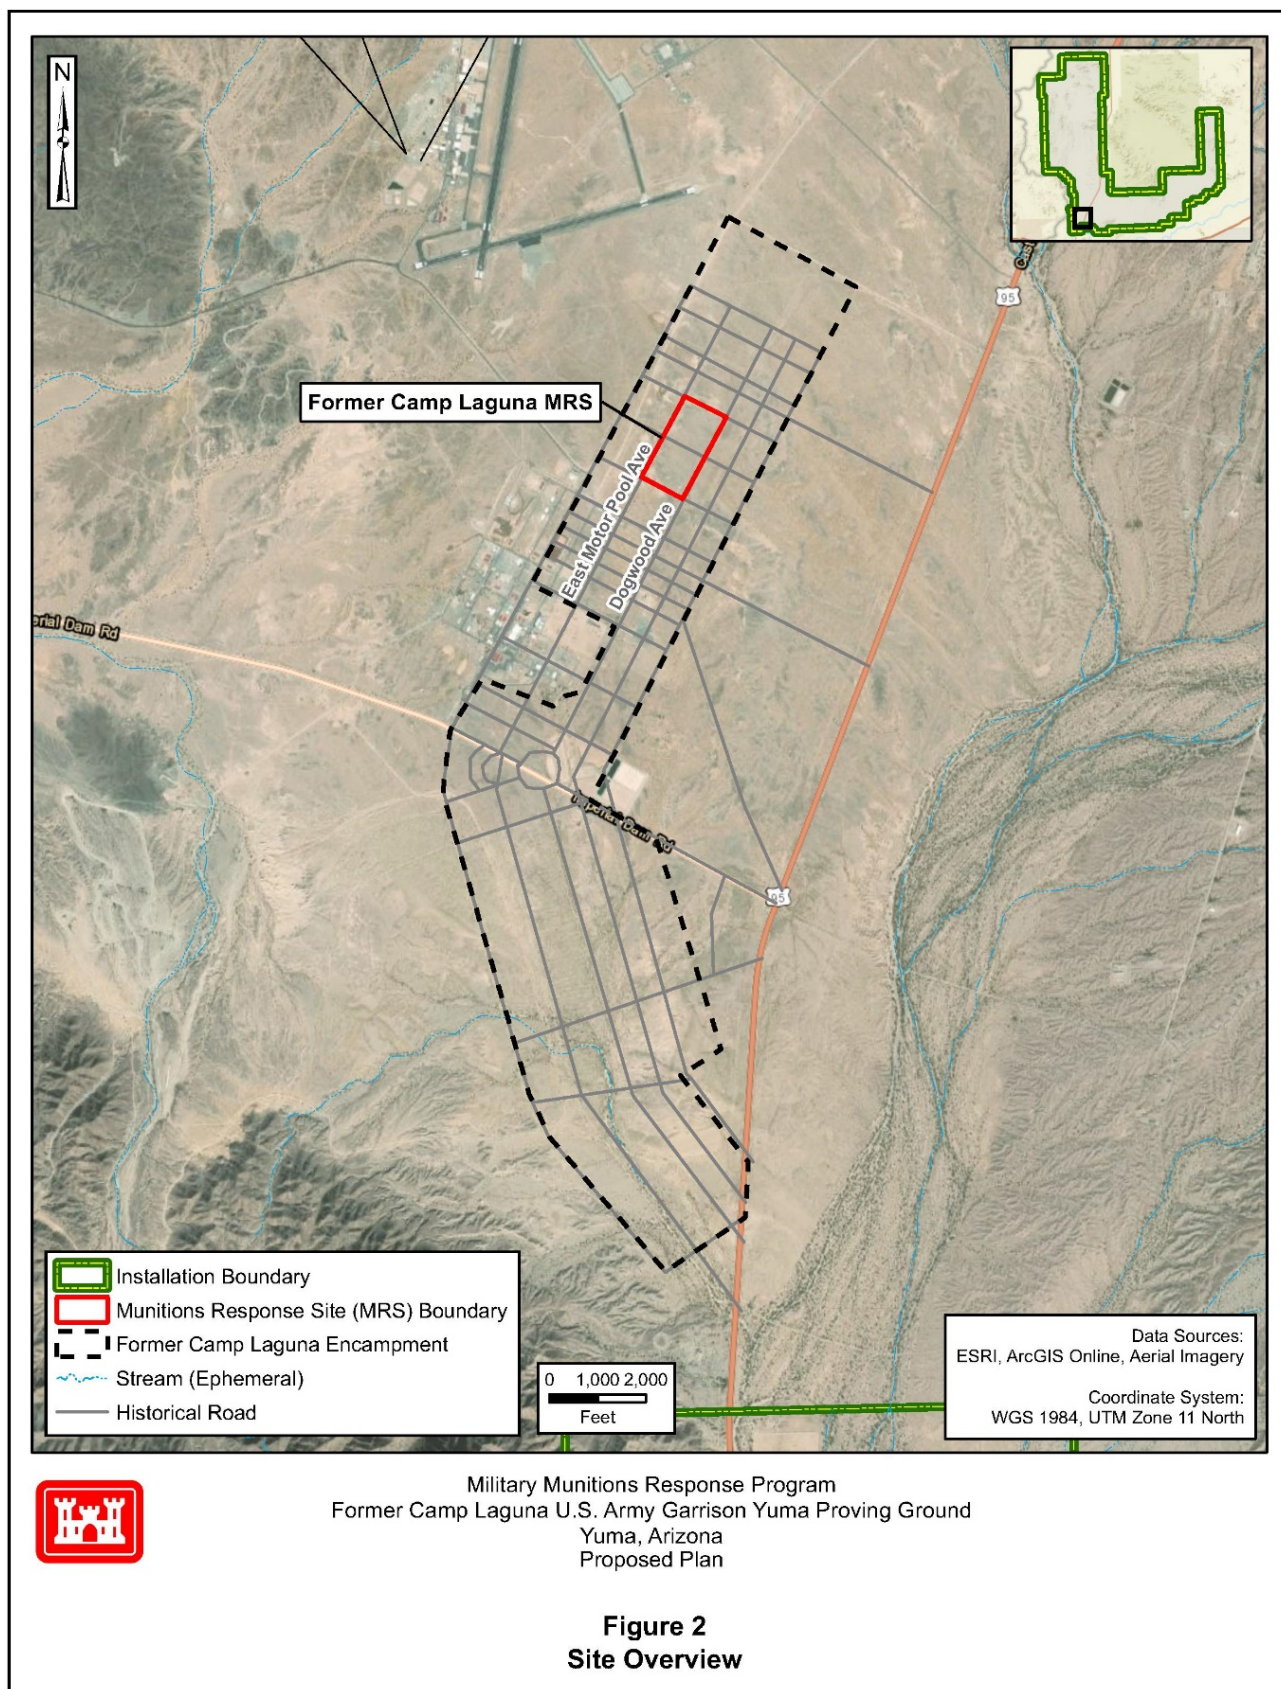 N
Cast
95
Former Camp Laguna MRS
East Motor Pool Ave
Dogwood Ave
erial Dam Rd
Imperial Dam Rd
95
Installation Boundary
Munitions Response Site (MRS) Boundary
Former Camp Laguna Encampment
Stream (Ephemeral)
Historical Road
0 1,000 2,000
Feet
Data Sources:
ESRI, ArcGIS Online, Aerial Imagery
Coordinate System:
WGS 1984, UTM Zone 11 North
Military Munitions Response Program
Former Camp Laguna U.S. Army Garrison Yuma Proving Ground
Yuma, Arizona
Proposed Plan
Figure 2
Site Overview